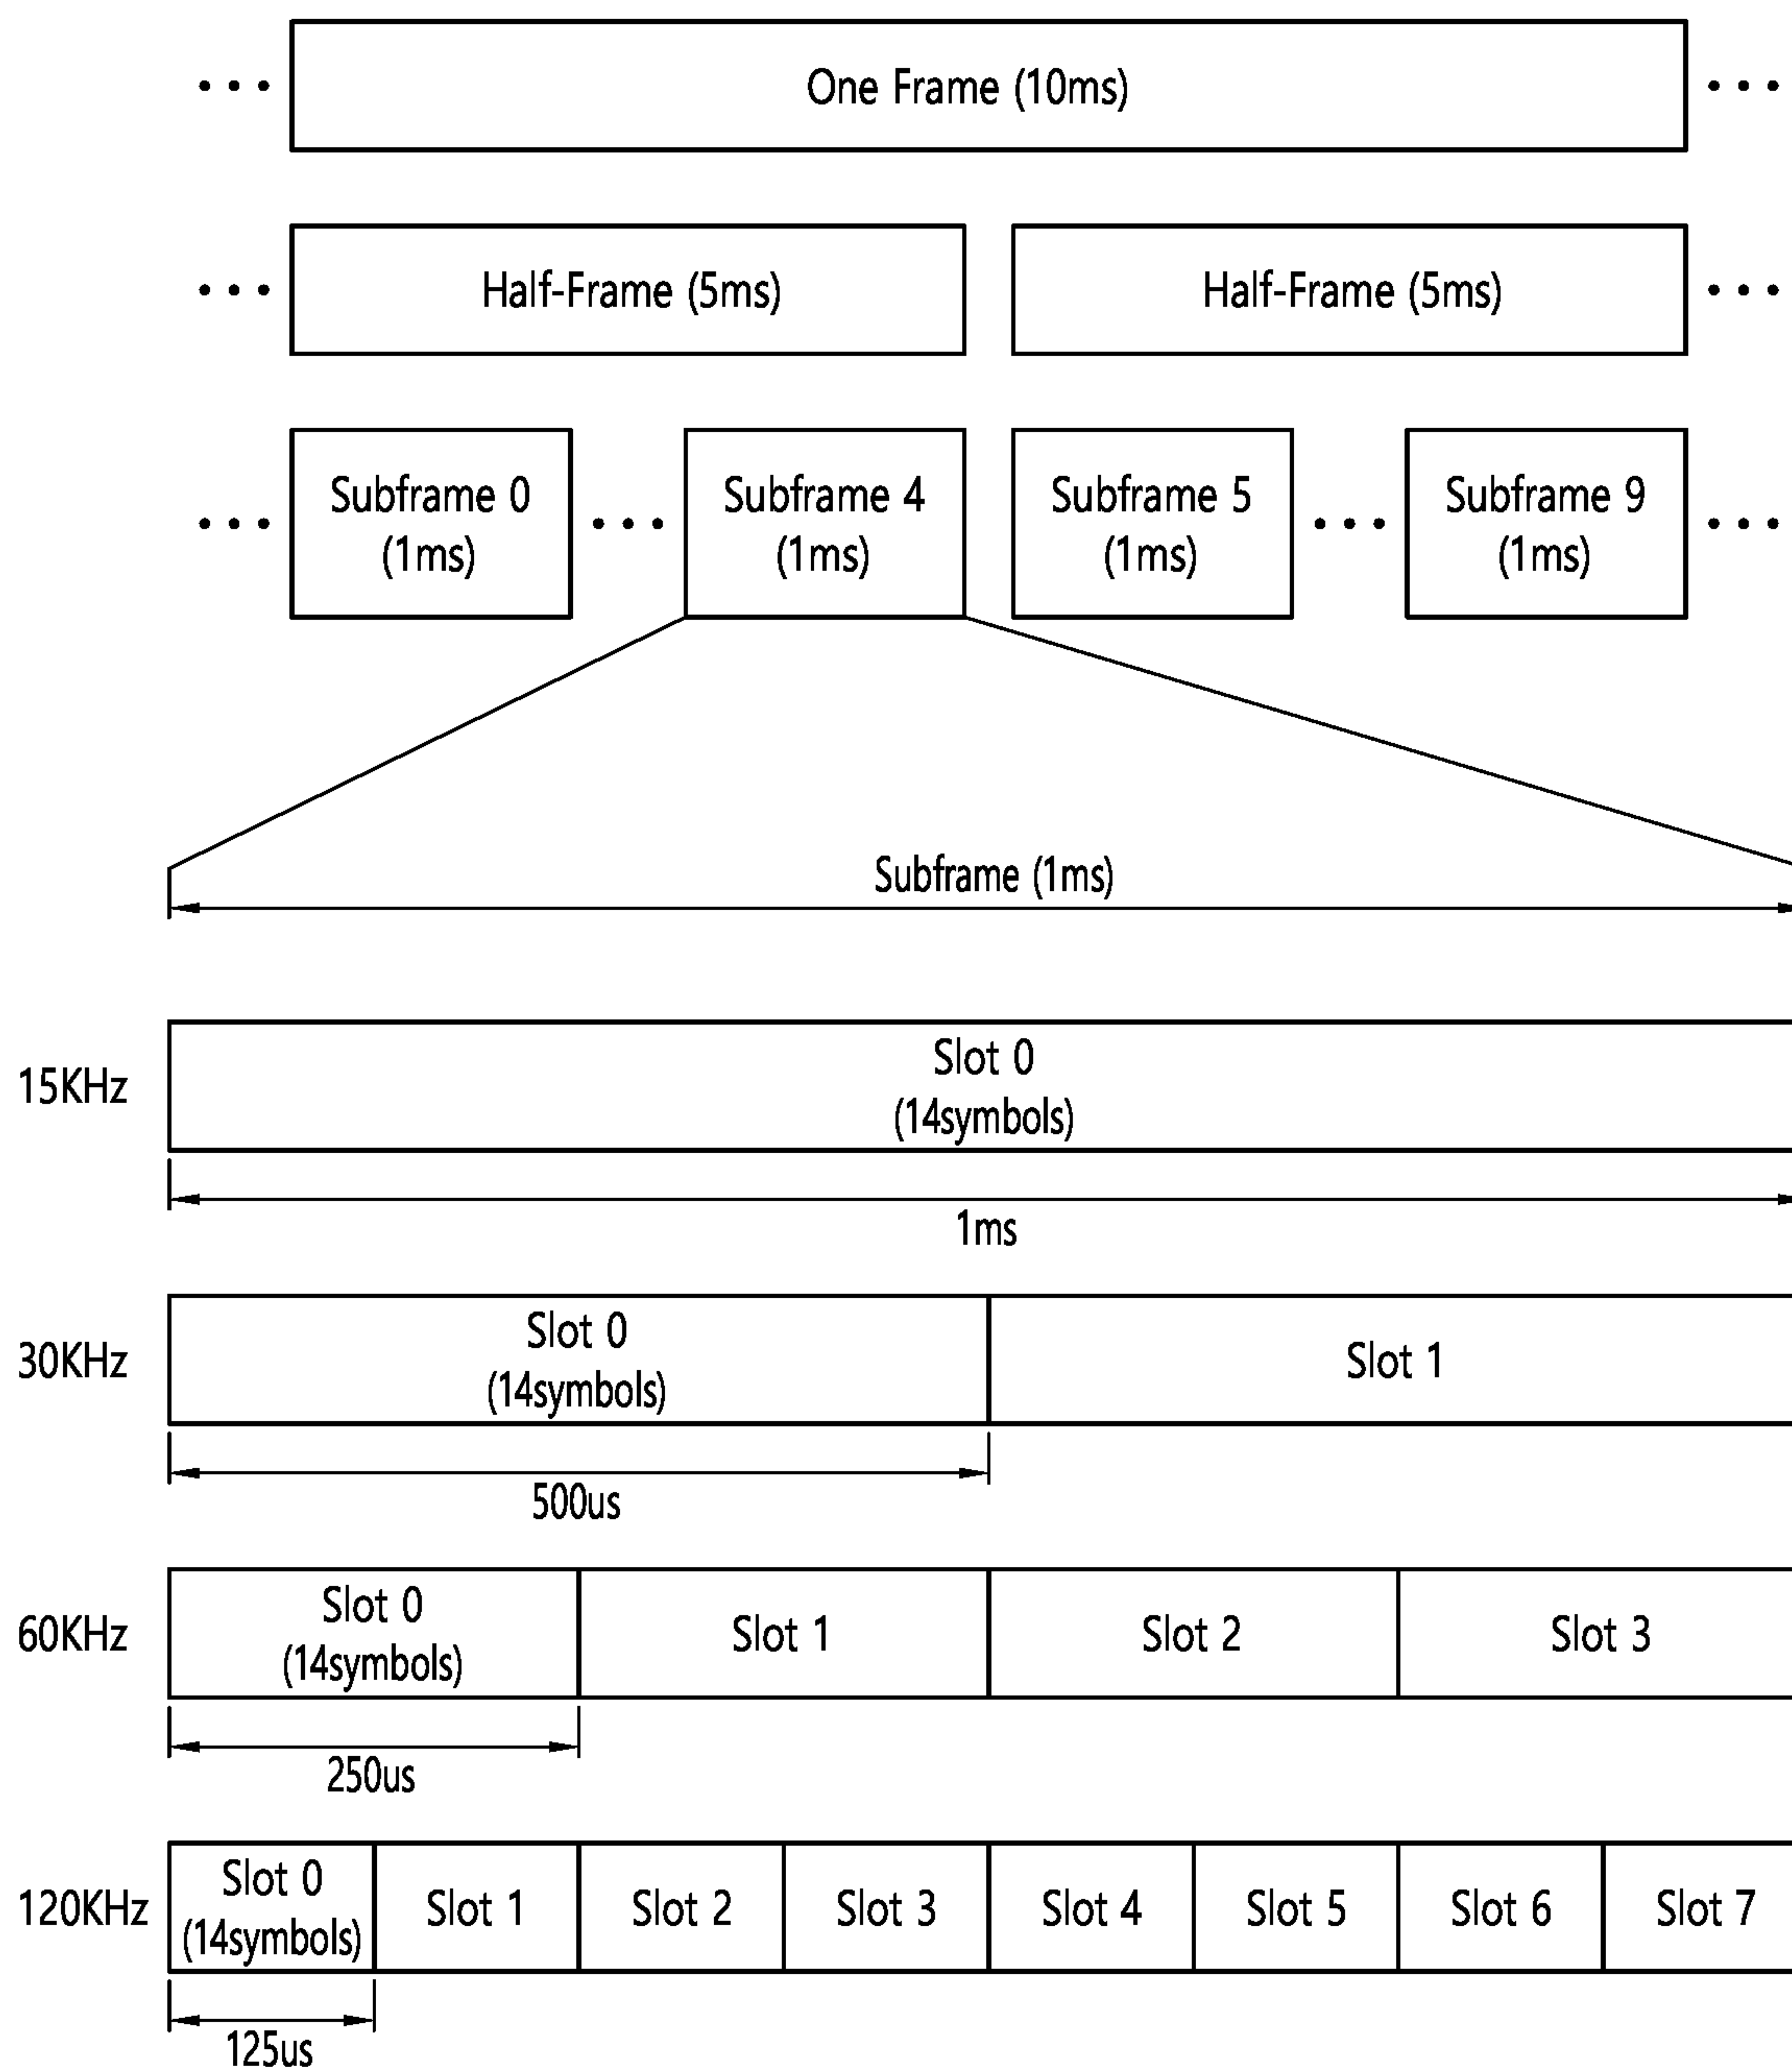 One Frame (10ms)
Half-Frame (5ms)
Half-Frame (5ms)
Subframe 0
(1ms)
Subframe 4
(1ms)
Subframe 5
(1ms)
Subframe 9
(1ms)
Subframe (1ms)
15KHz
Slot 0
(14symbols)
1ms
30KHz
Slot 0
(14symbols)
Slot 1
500us
60KHz
Slot 0
(14symbols)
Slot 1
Slot 2
Slot 3
250us
120KHz
Slot 0
(14symbols)
Slot 1
Slot 2
Slot 3
Slot 4
Slot 5
Slot 6
Slot 7
125us